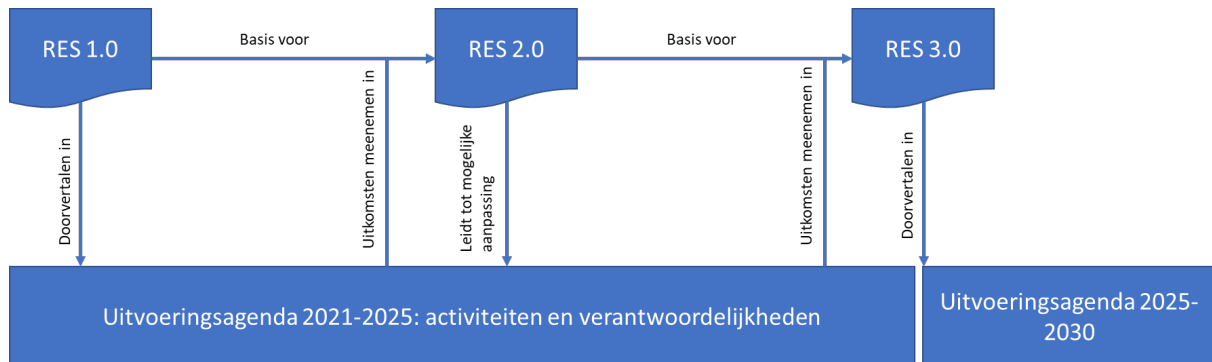 RES 1.0
Basis voor
RES 2.0
Basis voor
RES 3.0
Doorvertalen in
Uitkomsten meenemen in
Leidt tot mogelijke
aanpassing
Uitkomsten meenemen in
Doorvertalen in
Uitvoeringsagenda 2021-2025: activiteiten en verantwoordelijkheden
Uitvoeringsagenda 2025-
2030